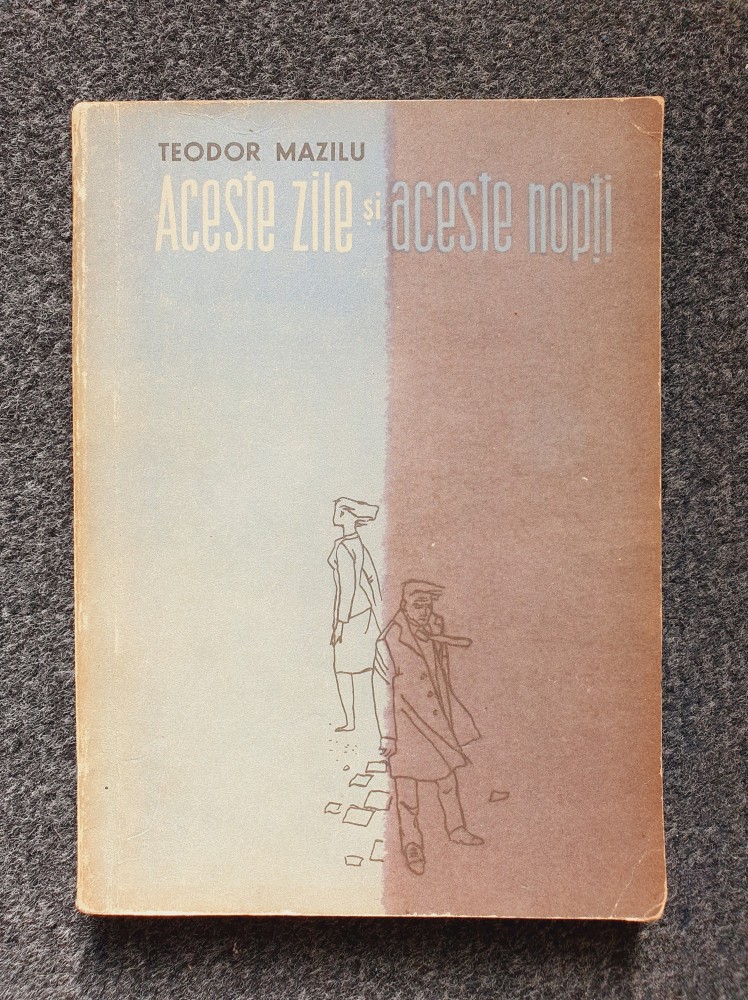 TEODOR MAZILU
Aceste zile și aceste nopți